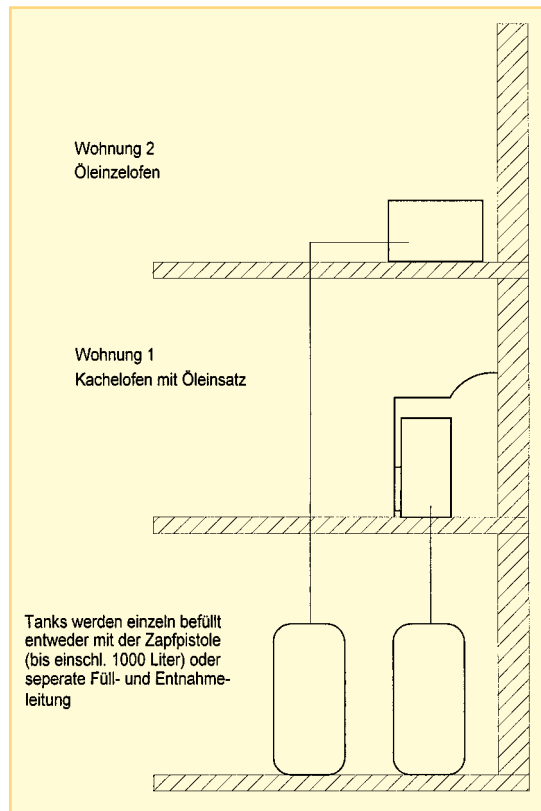 Wohnung 2
Öleinzelofen
Wohnung 1
Kachelofen mit Öleinsatz
Tanks werden einzeln befüllt
entweder mit der Zapfpistole
(bis einschl. 1000 Liter) oder
seperate Füll- und Entnahme-
leitung